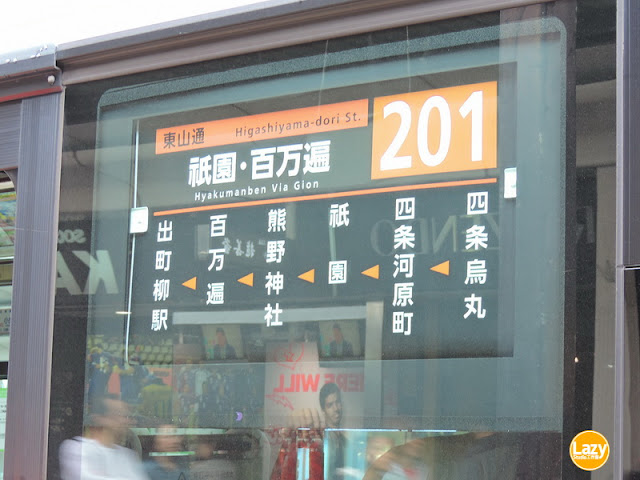 東山通 Higashiyama-dori St.
201
祇園・百万遍
Hyakumanben Via Gion
四条烏丸
四条河原町
祇園
熊野神社
百万遍
出町柳駅
WILL
Lazy